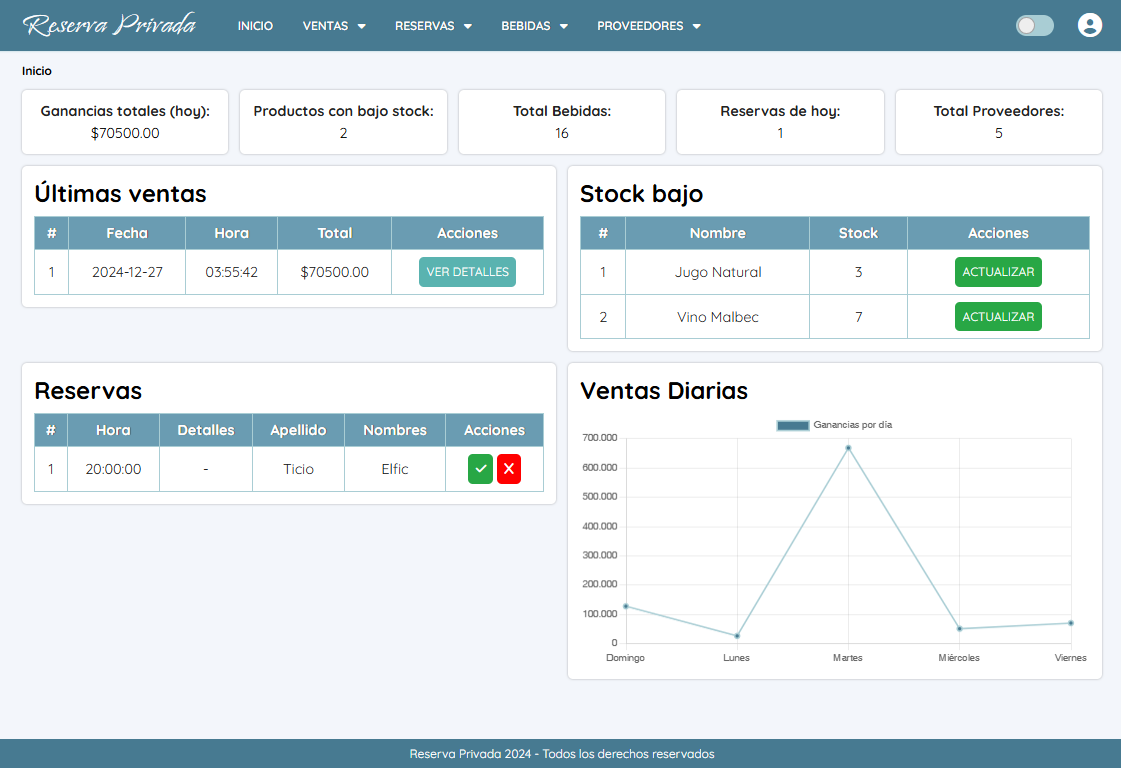 Reserva Privada INICIO VENTAS RESERVAS BEBIDAS PROVEEDORES
Inicio
Ganancias totales (hoy):
$70500.00
Productos con bajo stock:
2
Total Bebidas:
16
Reservas de hoy:
1
Total Proveedores:
5
Últimas ventas
# Fecha Hora Total Acciones
1 2024-12-27 03:55:42 $70500.00 VER DETALLES
Stock bajo
# Nombre Stock Acciones
1 Jugo Natural 3 ACTUALIZAR
2 Vino Malbec 7 ACTUALIZAR
Reservas
# Hora Detalles Apellido Nombres Acciones
1 20:00:00 - Ticio Elfic
Ventas Diarias
Ganancias por día
700.000
600.000
500.000
400.000
300.000
200.000
100.000
0
Domingo Lunes Martes Miércoles Viernes
Reserva Privada 2024 - Todos los derechos reservados